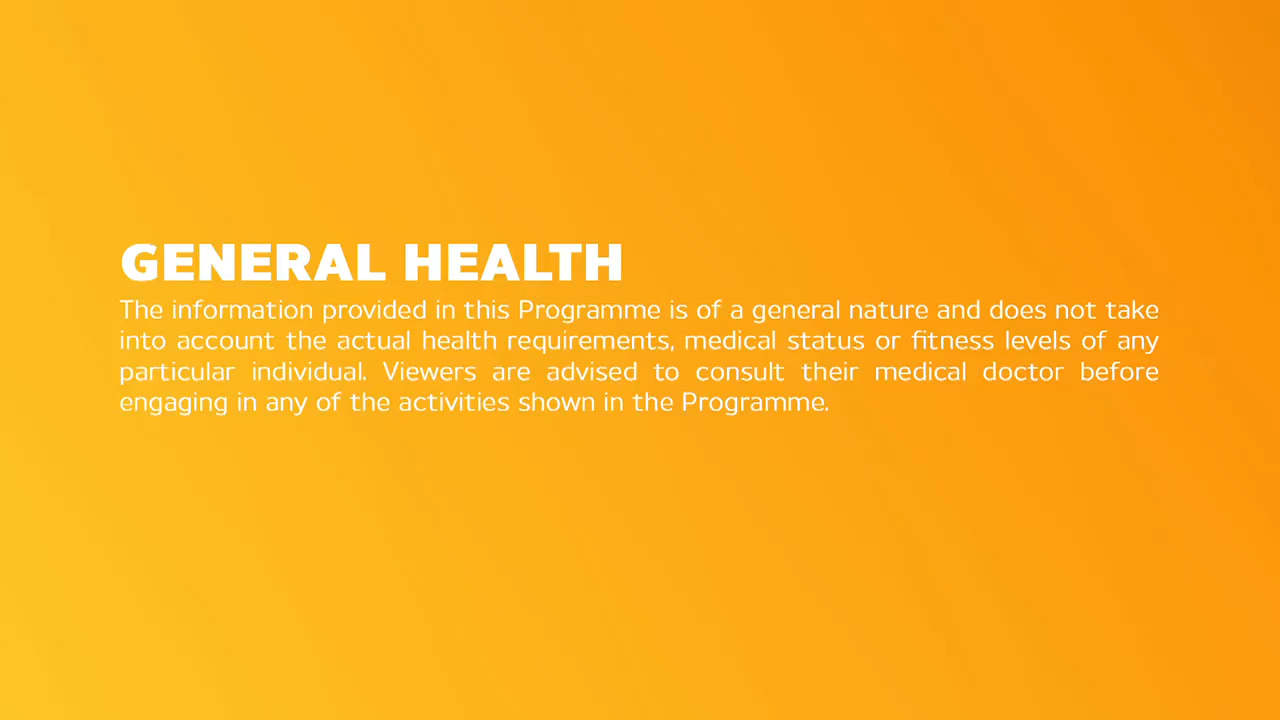 GENERAL HEALTH
The information provided in this Programme is of a general nature and does not take
into account the actual health requirements, medical status or fitness levels of any
particular individual. Viewers are advised to consult their medical doctor before
engaging in any of the activities shown in the Programme.